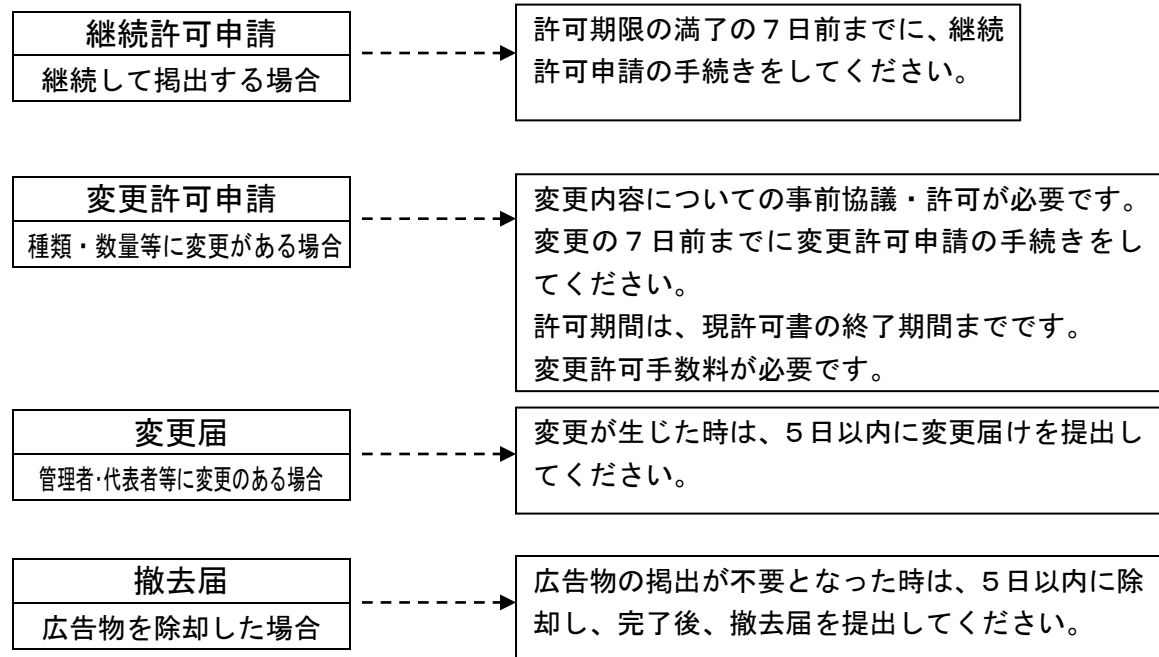 継続許可申請
継続して掲出する場合
許可期限の満了の７日前までに、継続
許可申請の手続きをしてください。
変更許可申請
種類・数量等に変更がある場合
変更内容についての事前協議・許可が必要です。
変更の７日前までに変更許可申請の手続きをし
てください。
許可期間は、現許可書の終了期間までです。
変更許可手数料が必要です。
変更届
管理者･代表者等に変更のある場合
変更が生じた時は、５日以内に変更届けを提出し
てください。
撤去届
広告物を除却した場合
広告物の掲出が不要となった時は、５日以内に除
却し、完了後、撤去届を提出してください。